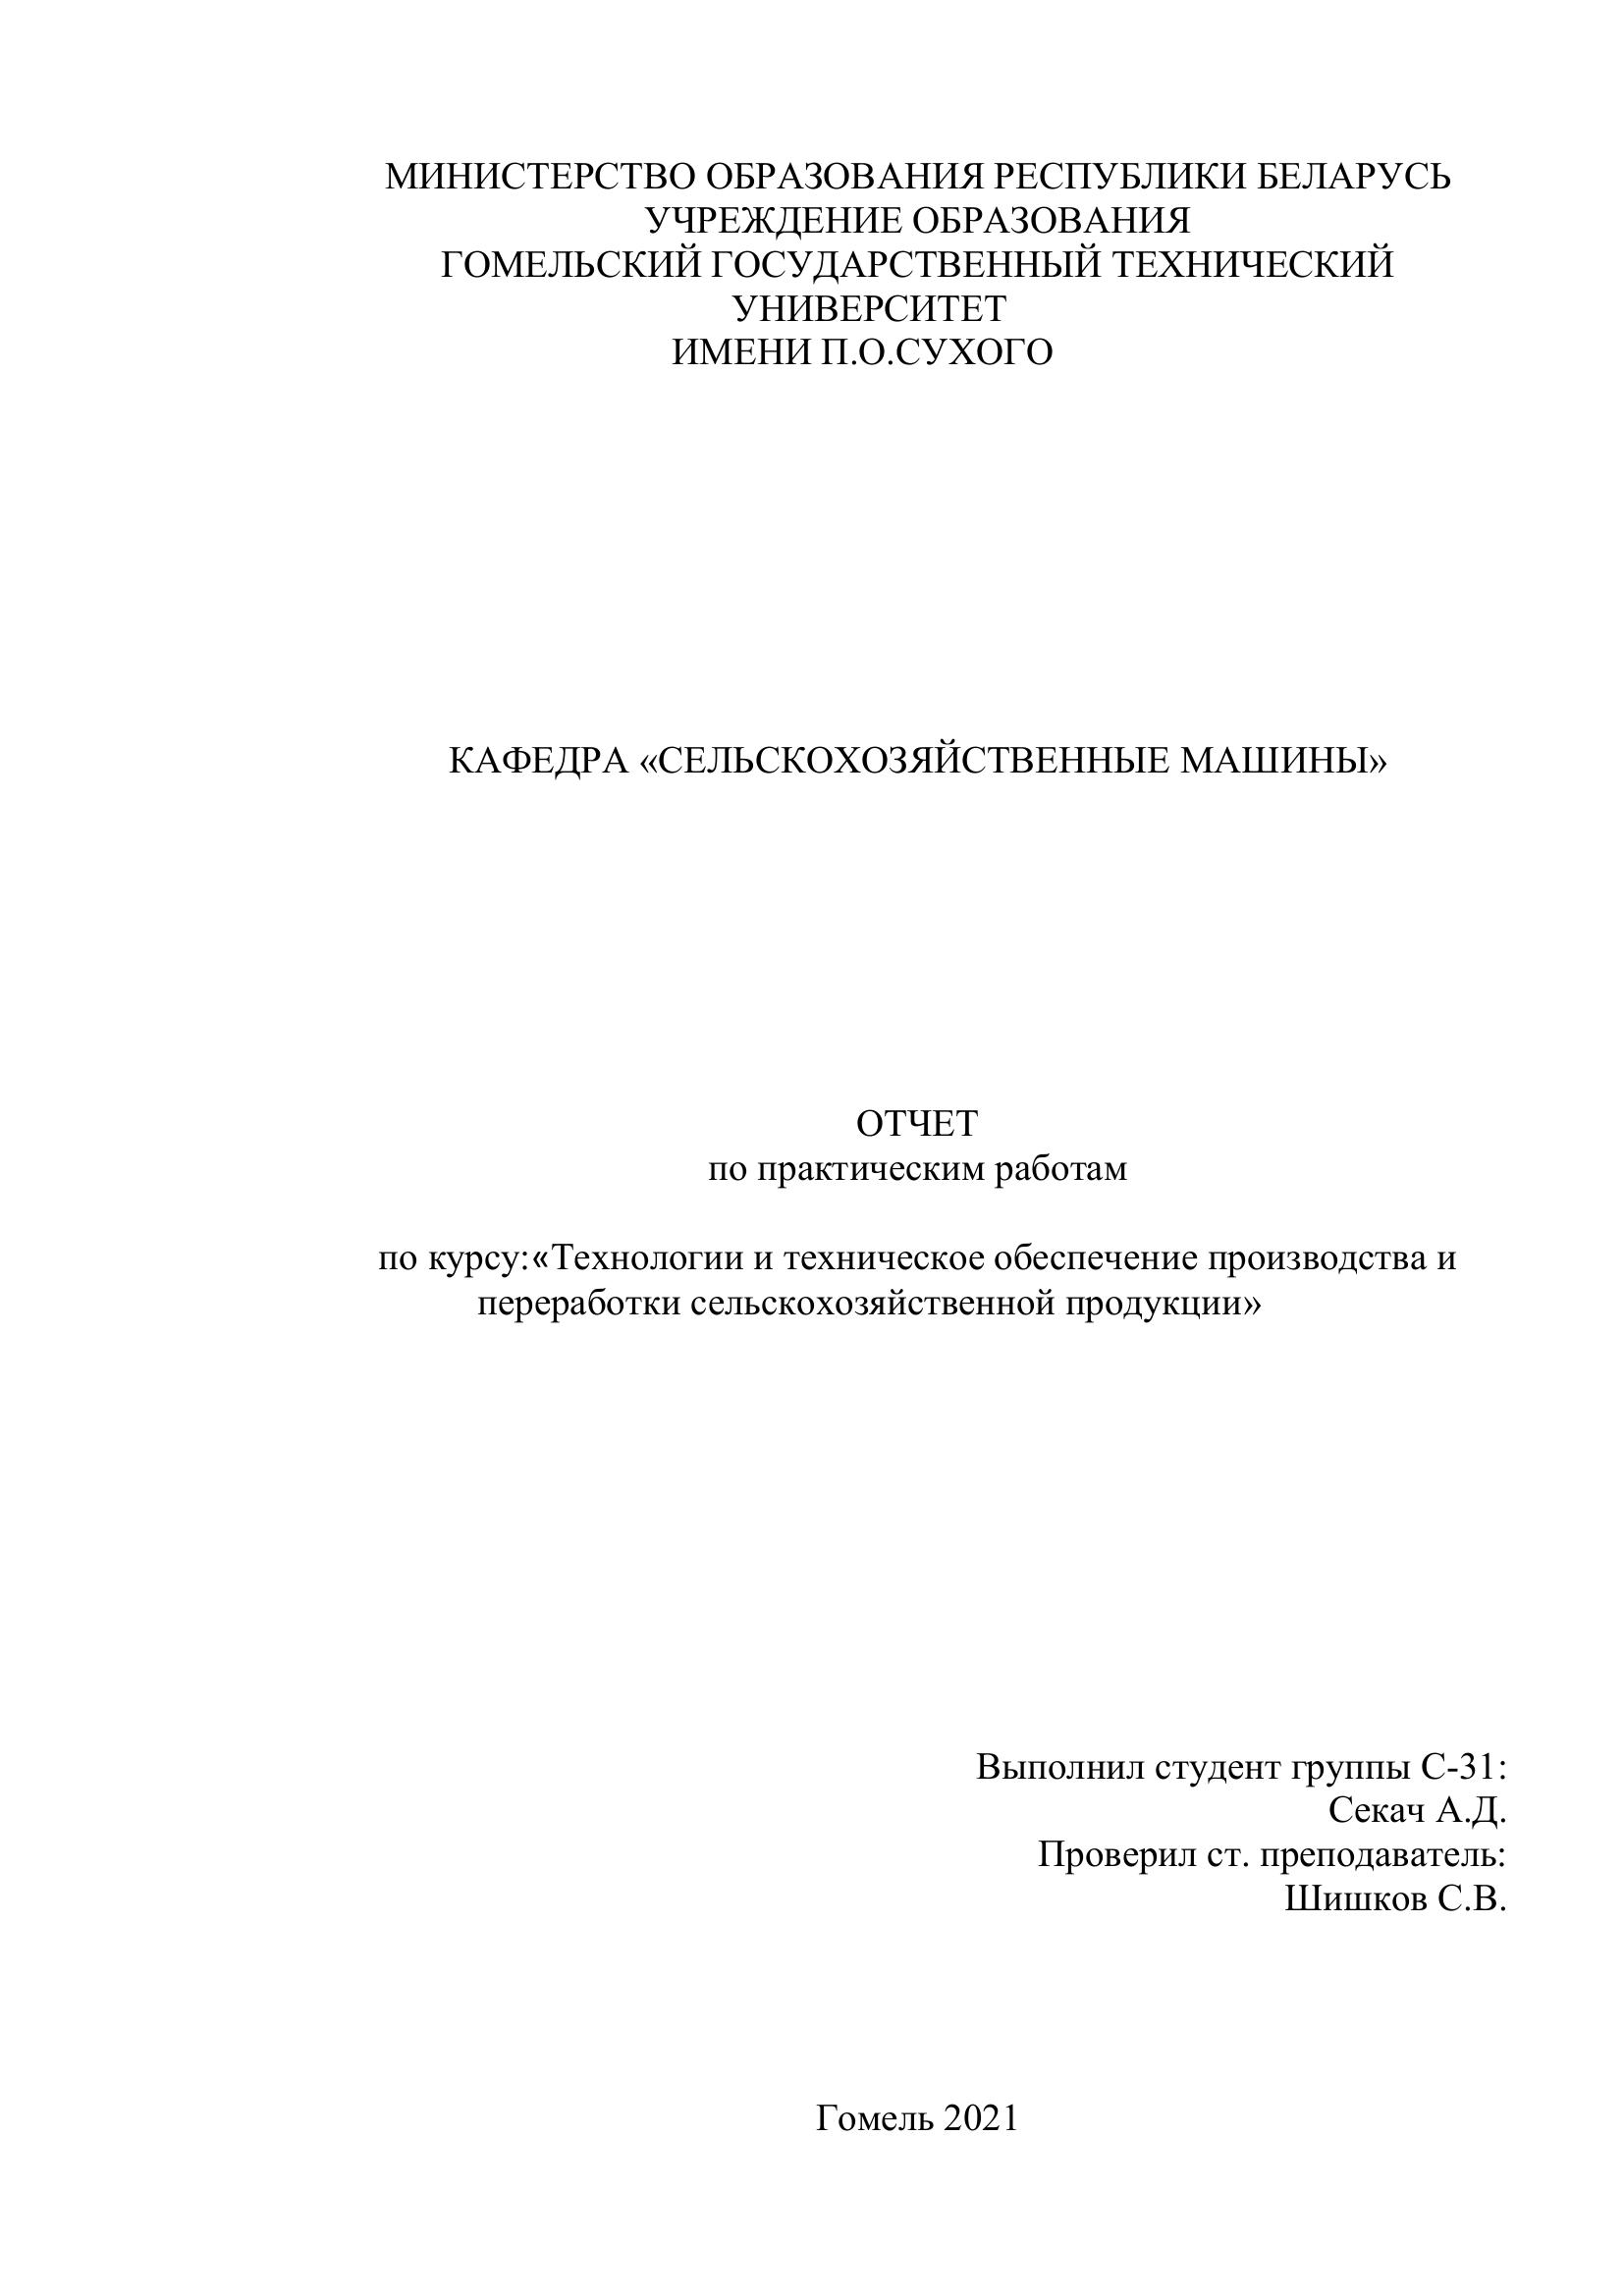 МИНИСТЕРСТВО ОБРАЗОВАНИЯ РЕСПУБЛИКИ БЕЛАРУСЬ
УЧРЕЖДЕНИЕ ОБРАЗОВАНИЯ
ГОМЕЛЬСКИЙ ГОСУДАРСТВЕННЫЙ ТЕХНИЧЕСКИЙ
УНИВЕРСИТЕТ
ИМЕНИ П.О.СУХОГО
КАФЕДРА «СЕЛЬСКОХОЗЯЙСТВЕННЫЕ МАШИНЫ»
ОТЧЕТ
по практическим работам
по курсу:«Технологии и техническое обеспечение производства и
переработки сельскохозяйственной продукции»
Выполнил студент группы С-31:
Секач А.Д.
Проверил ст. преподаватель:
Шишков С.В.
Гомель 2021